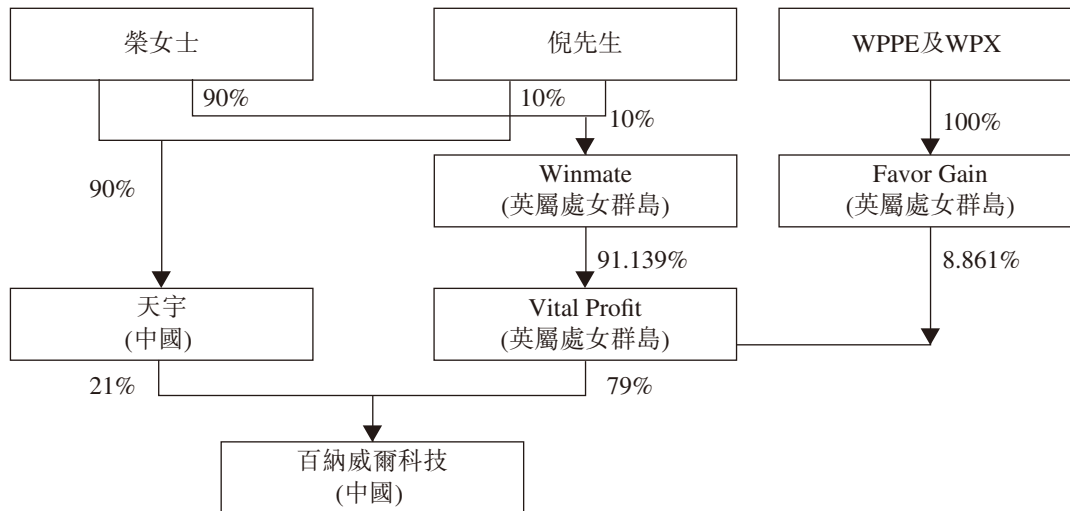 榮女士
倪先生
WPPE及WPX
90%
10%
10%
100%
90%
Winmate
(英屬處女群島)
Favor Gain
(英屬處女群島)
91.139%
8.861%
天宇
(中國)
Vital Profit
(英屬處女群島)
21%
79%
百納威爾科技
(中國)